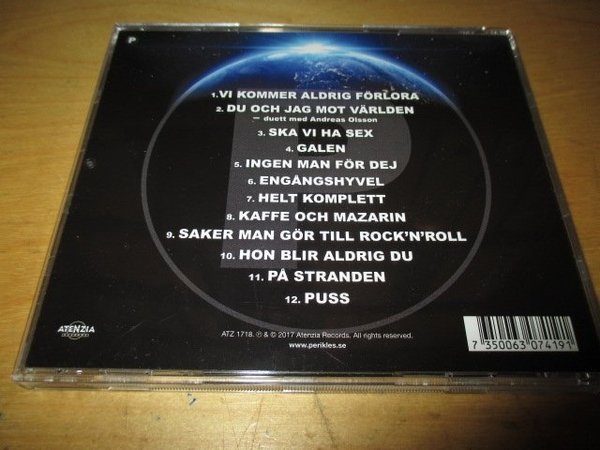 P
1. VI KOMMER ALDRIG FÖRLORA
2. DU OCH JAG MOT VÄRLDEN
– duett med Andreas Olsson
3. SKA VI HA SEX
4. GALEN
5. INGEN MAN FÖR DEJ
6. ENGÅNGSHYVEL
7. HELT KOMPLETT
8. KAFFE OCH MAZARIN
9. SAKER MAN GÖR TILL ROCK'N'ROLL
10. HON BLIR ALDRIG DU
11. PÅ STRANDEN
12. PUSS
ATENZIA
RECORDS
ATZ 1718. ℗ & © 2017 Atenzia Records. All rights reserved.
www.perikles.se
7 350063 074191